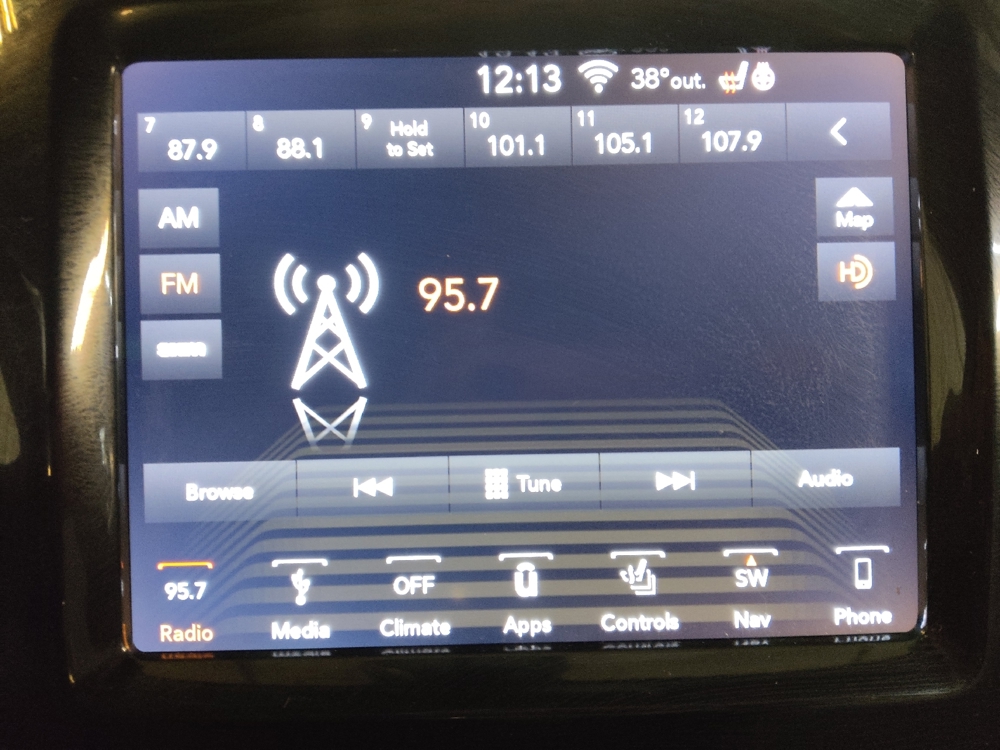 12:13 38° out.
7 87.9 8 88.1 9 Hold to Set 10 101.1 11 105.1 12 107.9
AM
Map
FM
95.7
HD
Browse Tune Audio
95.7 OFF U SW
Radio Media Climate Apps Controls Nav Phone